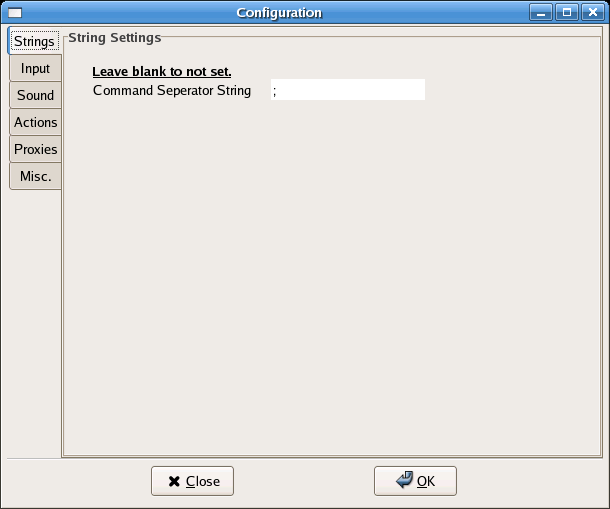 Configuration
Strings
Input
Sound
Actions
Proxies
Misc.
String Settings
Leave blank to not set.
Command Seperator String ;
Close
OK